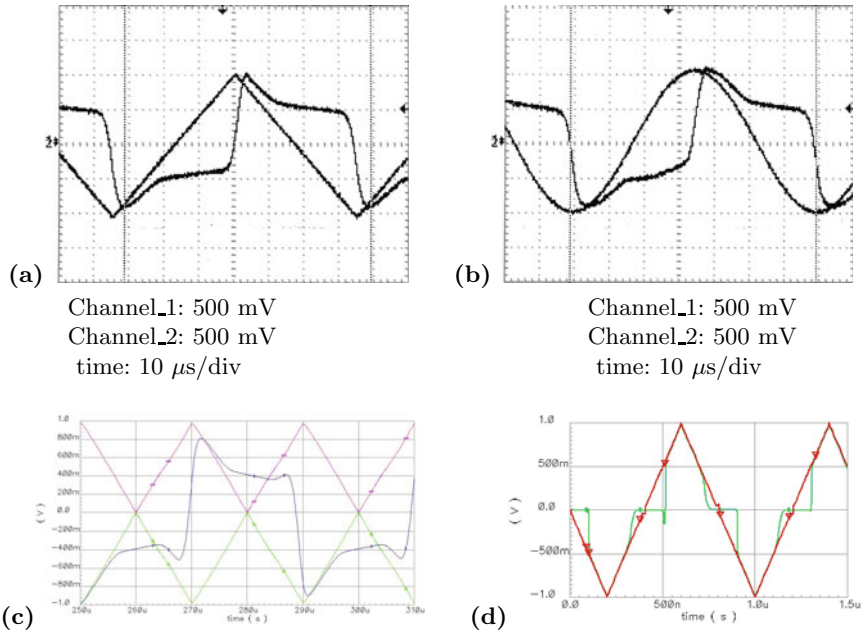 2
2
(a)
(b)
Channel_1: 500 mV
Channel_2: 500 mV
time: 10 μs/div
Channel_1: 500 mV
Channel_2: 500 mV
time: 10 μs/div
1.0
800m
600m
400m
200m
0.0
-200m
-400m
-600m
-800m
-1.0
( V )
250u 260u 270u 280u 290u 300u 310u
time ( s )
(c)
1.0
500m
0.0
-500m
-1.0
( V )
0.0 500n 1.0u 1.5u
time ( s )
(d)